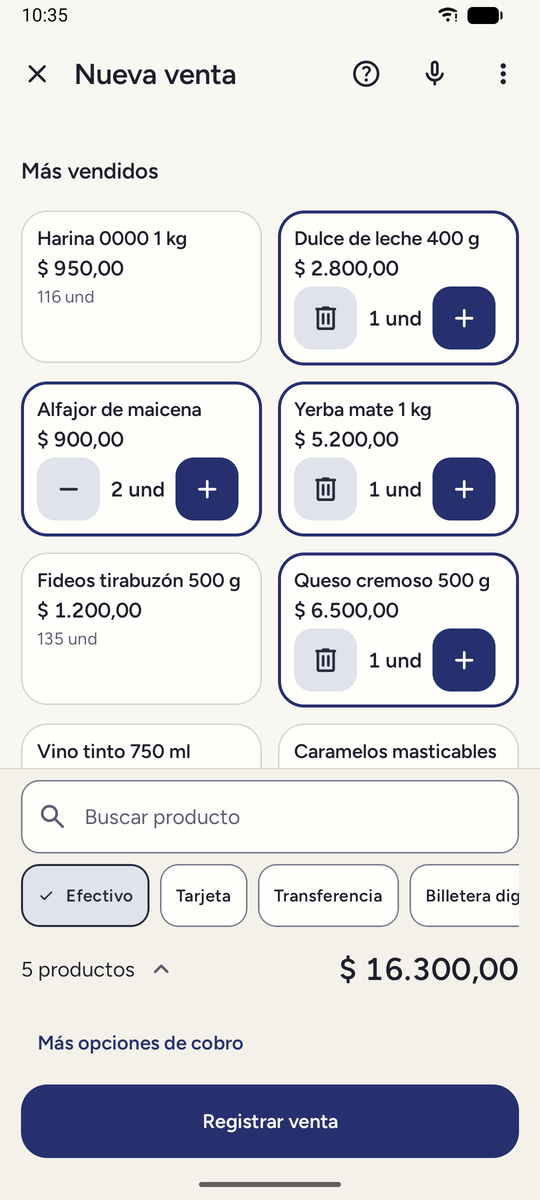 10:35
Nueva venta
Más vendidos
Harina 0000 1 kg
$ 950,00
116 und
Dulce de leche 400 g
$ 2.800,00
1 und
Alfajor de maicena
$ 900,00
2 und
Yerba mate 1 kg
$ 5.200,00
1 und
Fideos tirabuzón 500 g
$ 1.200,00
135 und
Queso cremoso 500 g
$ 6.500,00
1 und
Vino tinto 750 ml
Caramelos masticables
Buscar producto
Efectivo
Tarjeta
Transferencia
Billetera dig
5 productos
$ 16.300,00
Más opciones de cobro
Registrar venta